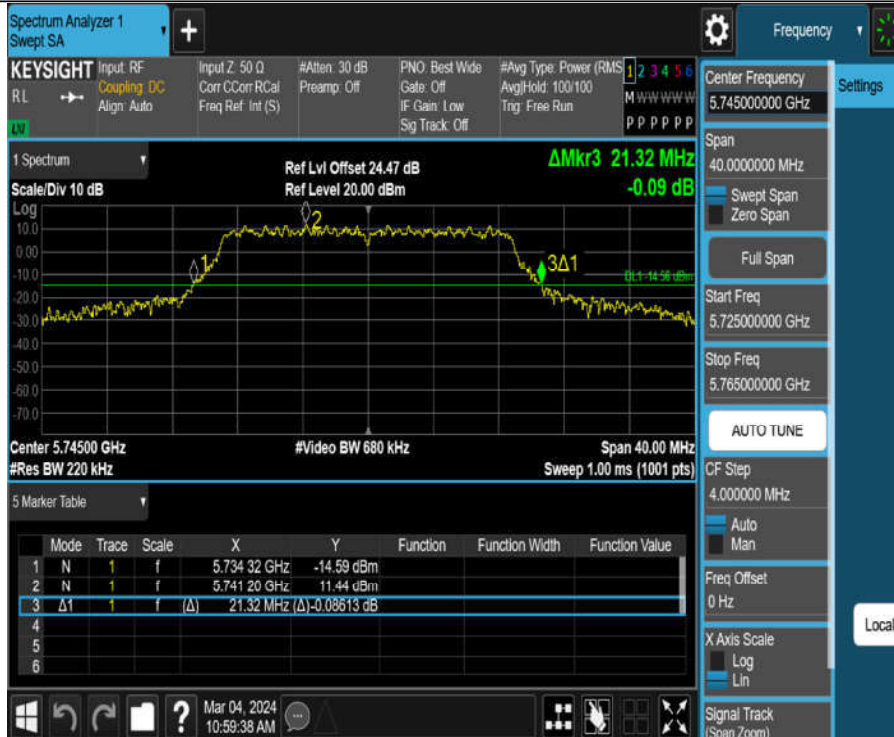 Spectrum Analyzer 1
Swept SA
+
Frequency
KEYSIGHT
RL
LXI
Input: RF
Coupling: DC
Align: Auto
Input Z: 50 Ω
Corr CCorr RCal
Freq Ref: Int (S)
#Atten: 30 dB
Preamp: Off
PNO: Best Wide
Gate: Off
IF Gain: Low
Sig Track: Off
#Avg Type: Power (RMS
Avg|Hold: 100/100
Trig: Free Run
1 2 3 4 5 6
M W W W W W
P P P P P P
1 Spectrum
Scale/Div 10 dB
Log
Ref Lvl Offset 24.47 dB
Ref Level 20.00 dBm
ΔMkr3 21.32 MHz
-0.09 dB
10.0
0.00
-10.0
-20.0
-30.0
-40.0
-50.0
-60.0
-70.0
1
2
3Δ1
DL1 -14.56 dBm
Center 5.74500 GHz
#Res BW 220 kHz
#Video BW 680 kHz
Span 40.00 MHz
Sweep 1.00 ms (1001 pts)
5 Marker Table
Mode Trace Scale X Y Function Function Width Function Value
1 N 1 f 5.734 32 GHz -14.59 dBm
2 N 1 f 5.741 20 GHz 11.44 dBm
3 Δ1 1 f (Δ) 21.32 MHz (Δ) -0.08613 dB
4
5
6
?
Mar 04, 2024
10:59:38 AM
Center Frequency
5.745000000 GHz
Settings
Span
40.0000000 MHz
Swept Span
Zero Span
Full Span
Start Freq
5.725000000 GHz
Stop Freq
5.765000000 GHz
AUTO TUNE
CF Step
4.000000 MHz
Auto
Man
Freq Offset
0 Hz
X Axis Scale
Log
Lin
Local
Signal Track
(Span Zoom)